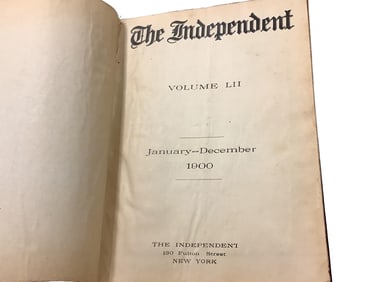 The Independent
VOLUME LII
January—December
1900
THE INDEPENDENT
130 Fulton Street
NEW YORK